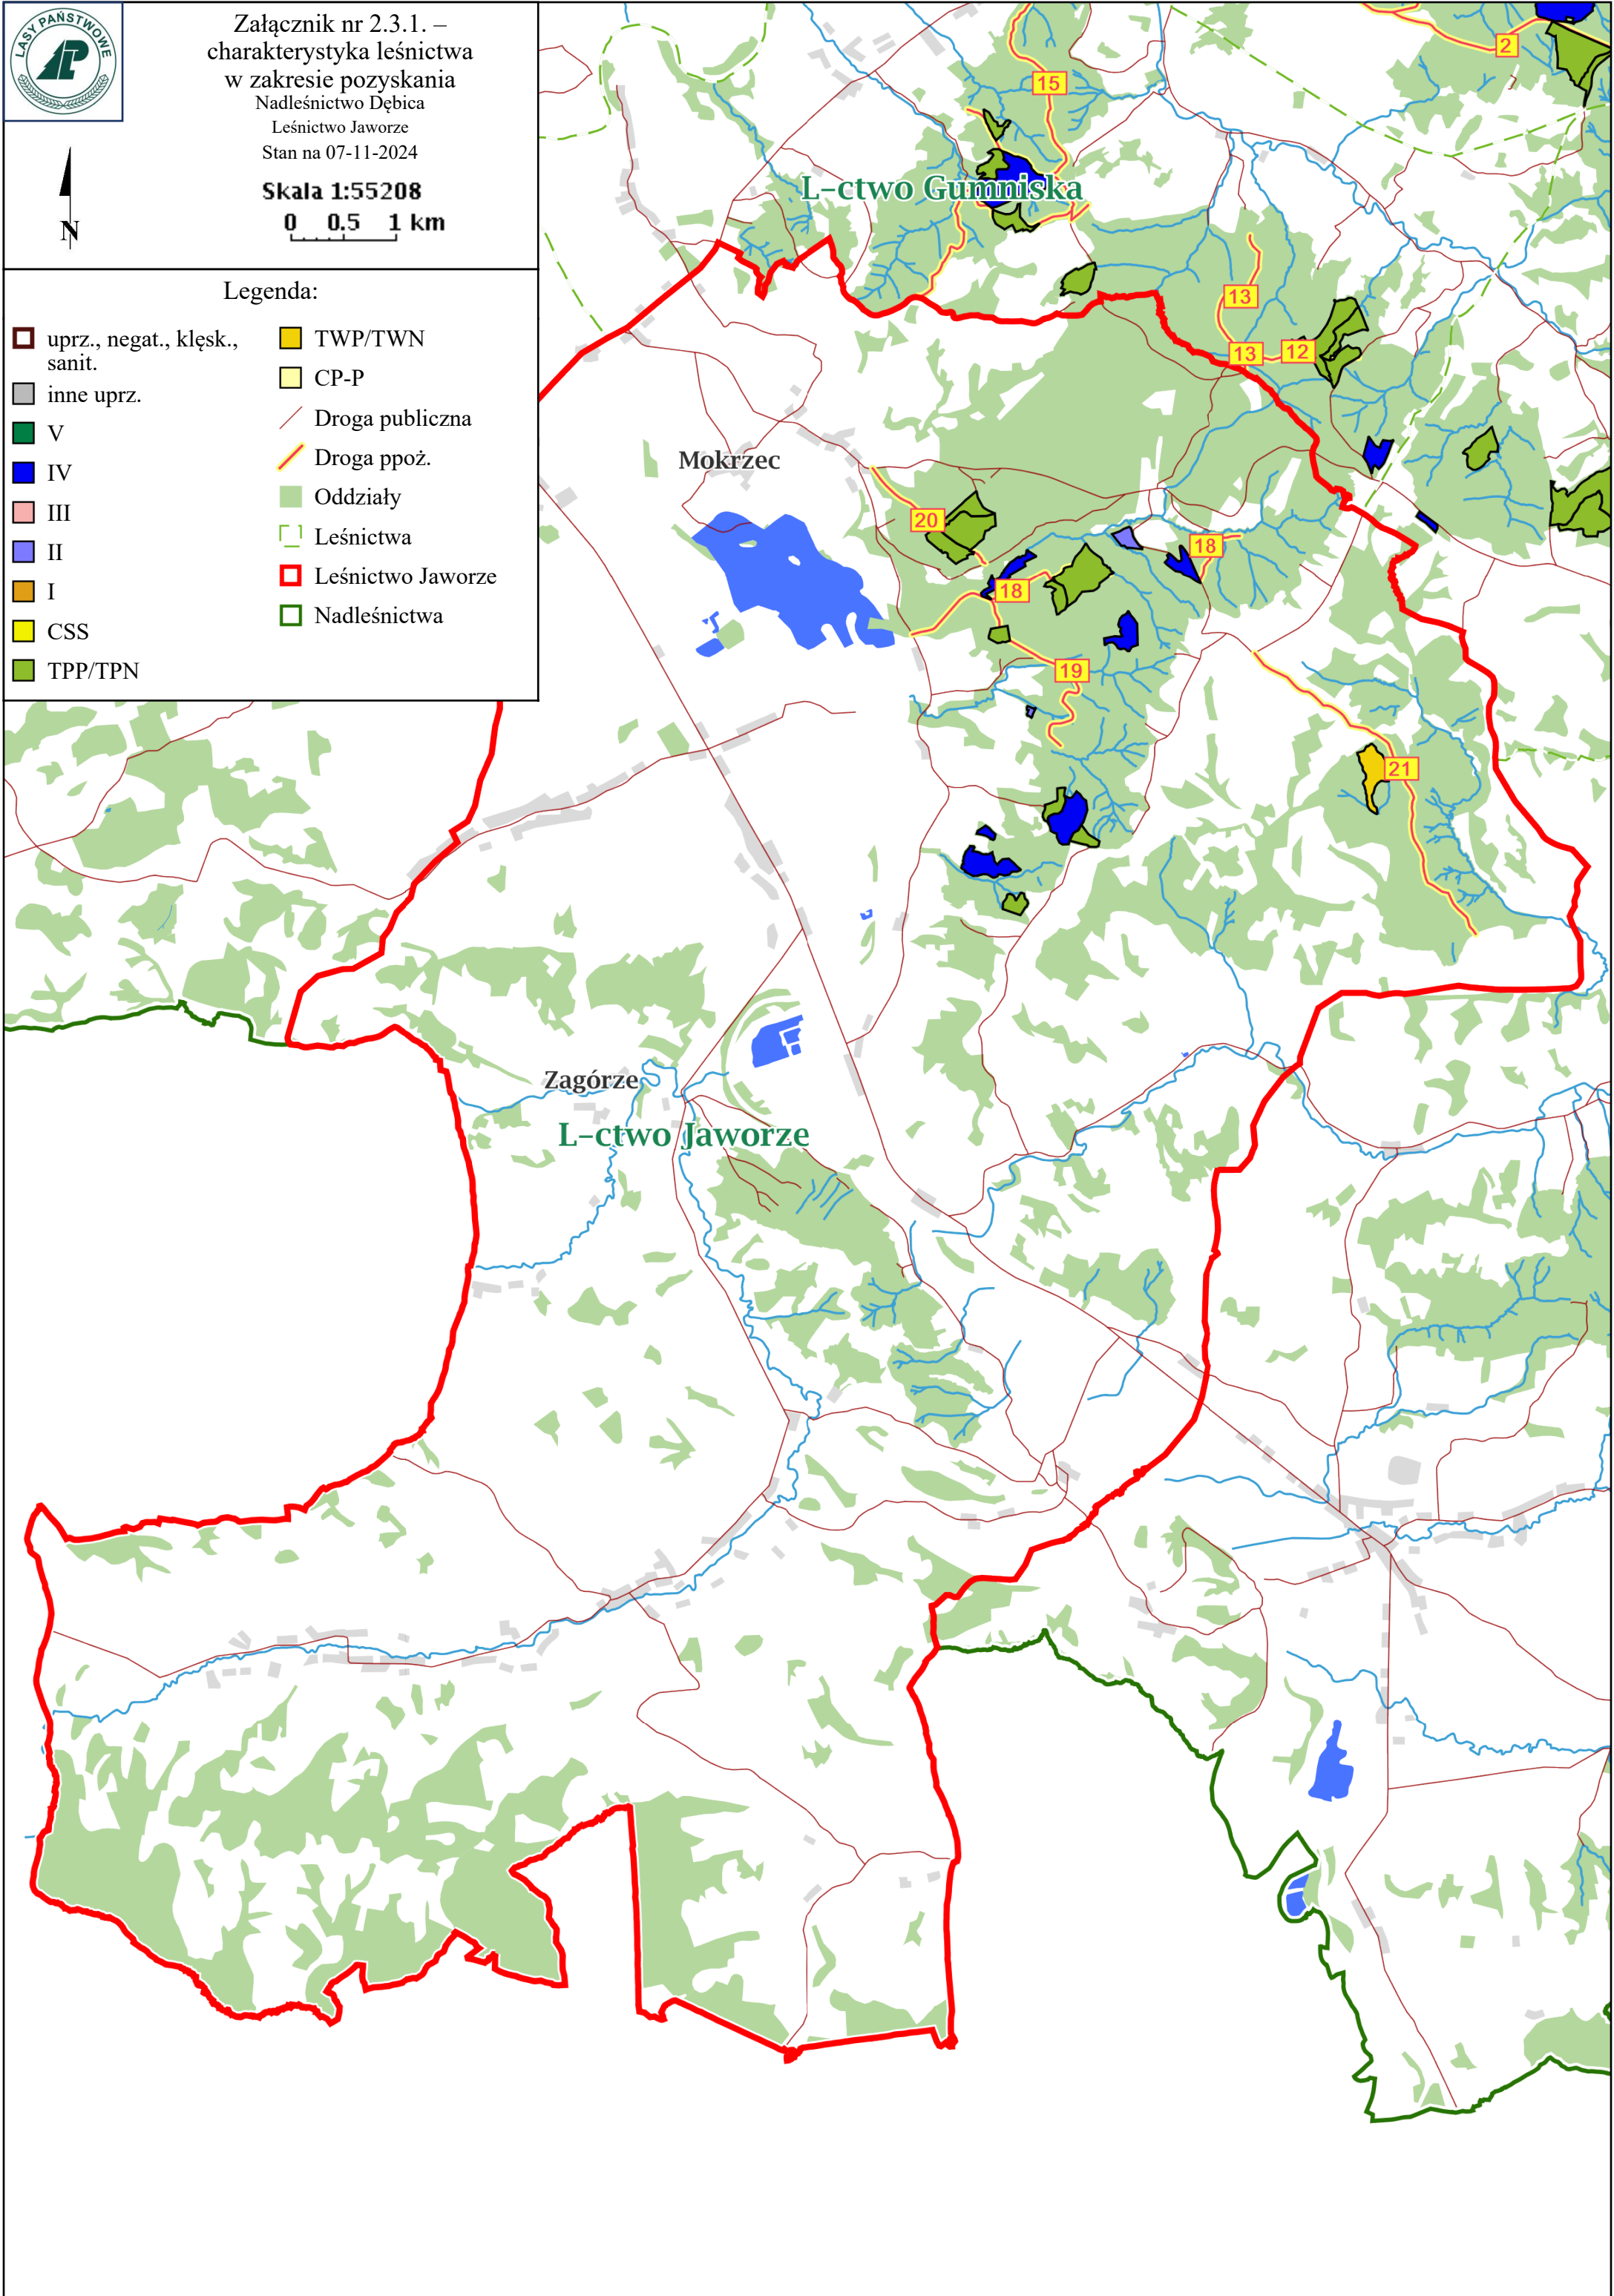 LASY PAŃSTWOWE
Załącznik nr 2.3.1. –
charakterystyka leśnictwa
w zakresie pozyskania
Nadleśnictwo Dębica
Leśnictwo Jaworze
Stan na 07-11-2024
Skala 1:55208
0 0.5 1 km
N
Legenda:
uprz., negat., klęsk.,
sanit.
inne uprz.
V
IV
III
II
I
CSS
TPP/TPN
TWP/TWN
CP-P
Droga publiczna
Droga ppoż.
Oddziały
Leśnictwa
Leśnictwo Jaworze
Nadleśnictwa
2
15
L-ctwo Gumniska
13
13
12
Mokrzec
20
18
18
19
21
Zagórze
L-ctwo Jaworze